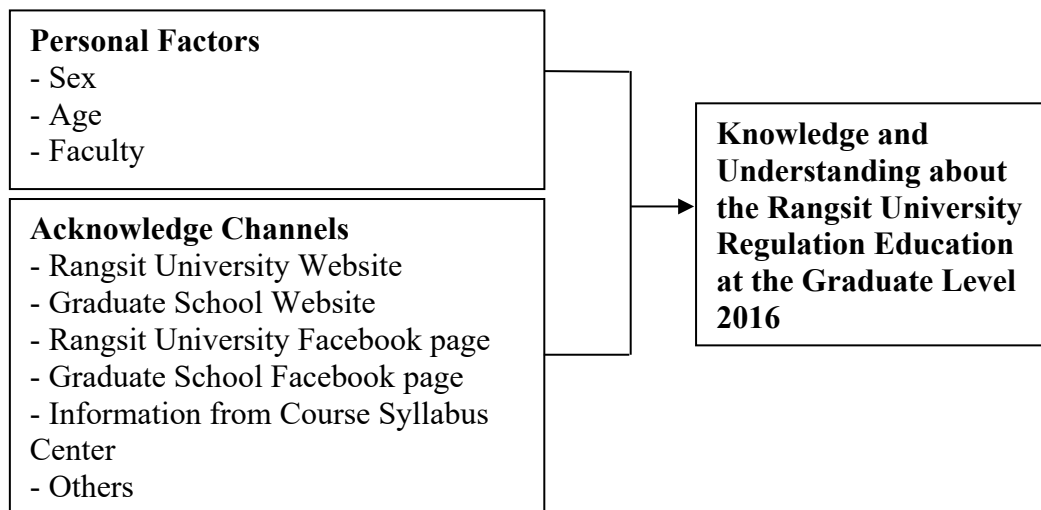 Personal Factors
- Sex
- Age
- Faculty
Acknowledge Channels
- Rangsit University Website
- Graduate School Website
- Rangsit University Facebook page
- Graduate School Facebook page
- Information from Course Syllabus
Center
- Others
Knowledge and
Understanding about
the Rangsit University
Regulation Education
at the Graduate Level
2016